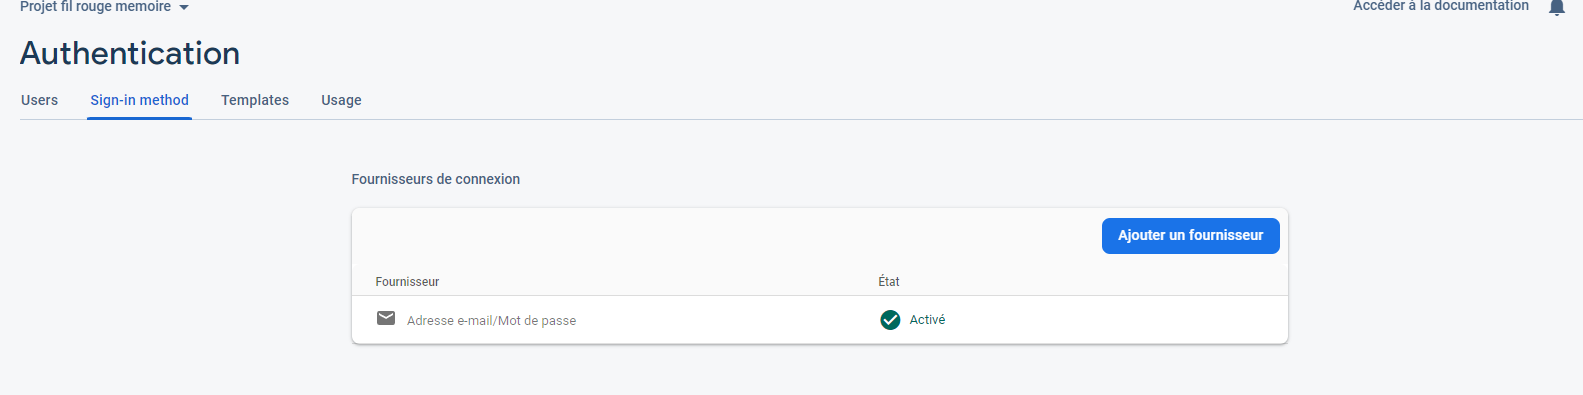 Projet fil rouge memoire
Accéder à la documentation
Authentication
Users Sign-in method Templates Usage
Fournisseurs de connexion
Ajouter un fournisseur
Fournisseur État
Adresse e-mail/Mot de passe Activé